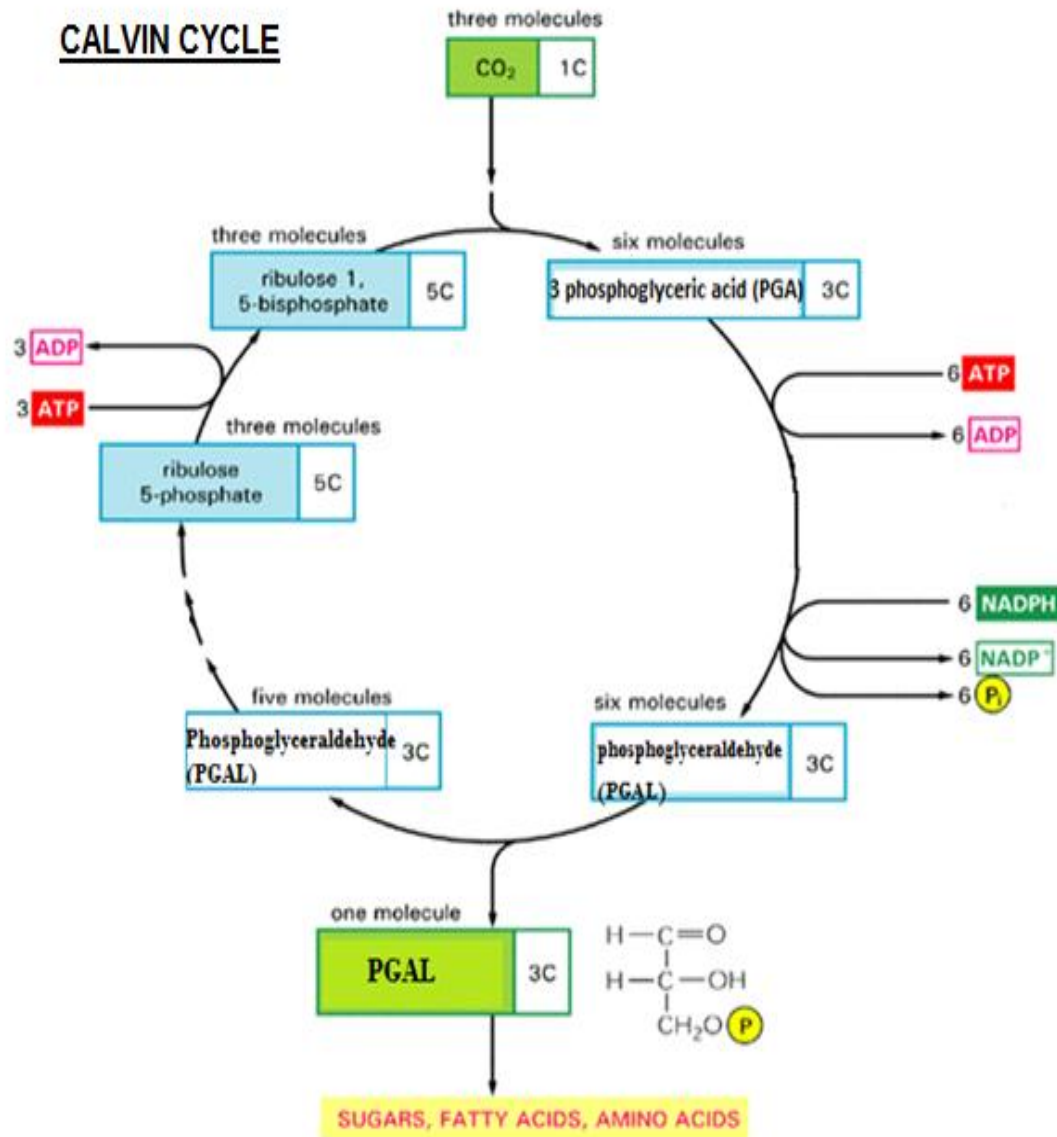 CALVIN CYCLE
three molecules
CO₂ 1C
three molecules
ribulose 1,
5-bisphosphate
5C
six molecules
3 phosphoglyceric acid (PGA) 3C
3 ADP
3 ATP
6 ATP
6 ADP
three molecules
ribulose
5-phosphate
5C
6 NADPH
6 NADP⁺
6 Pi
five molecules
Phosphoglyceraldehyde
(PGAL)
3C
six molecules
phosphoglyceraldehyde
(PGAL)
3C
one molecule
PGAL 3C
H—C=O
H—C—OH
CH₂O P
SUGARS, FATTY ACIDS, AMINO ACIDS